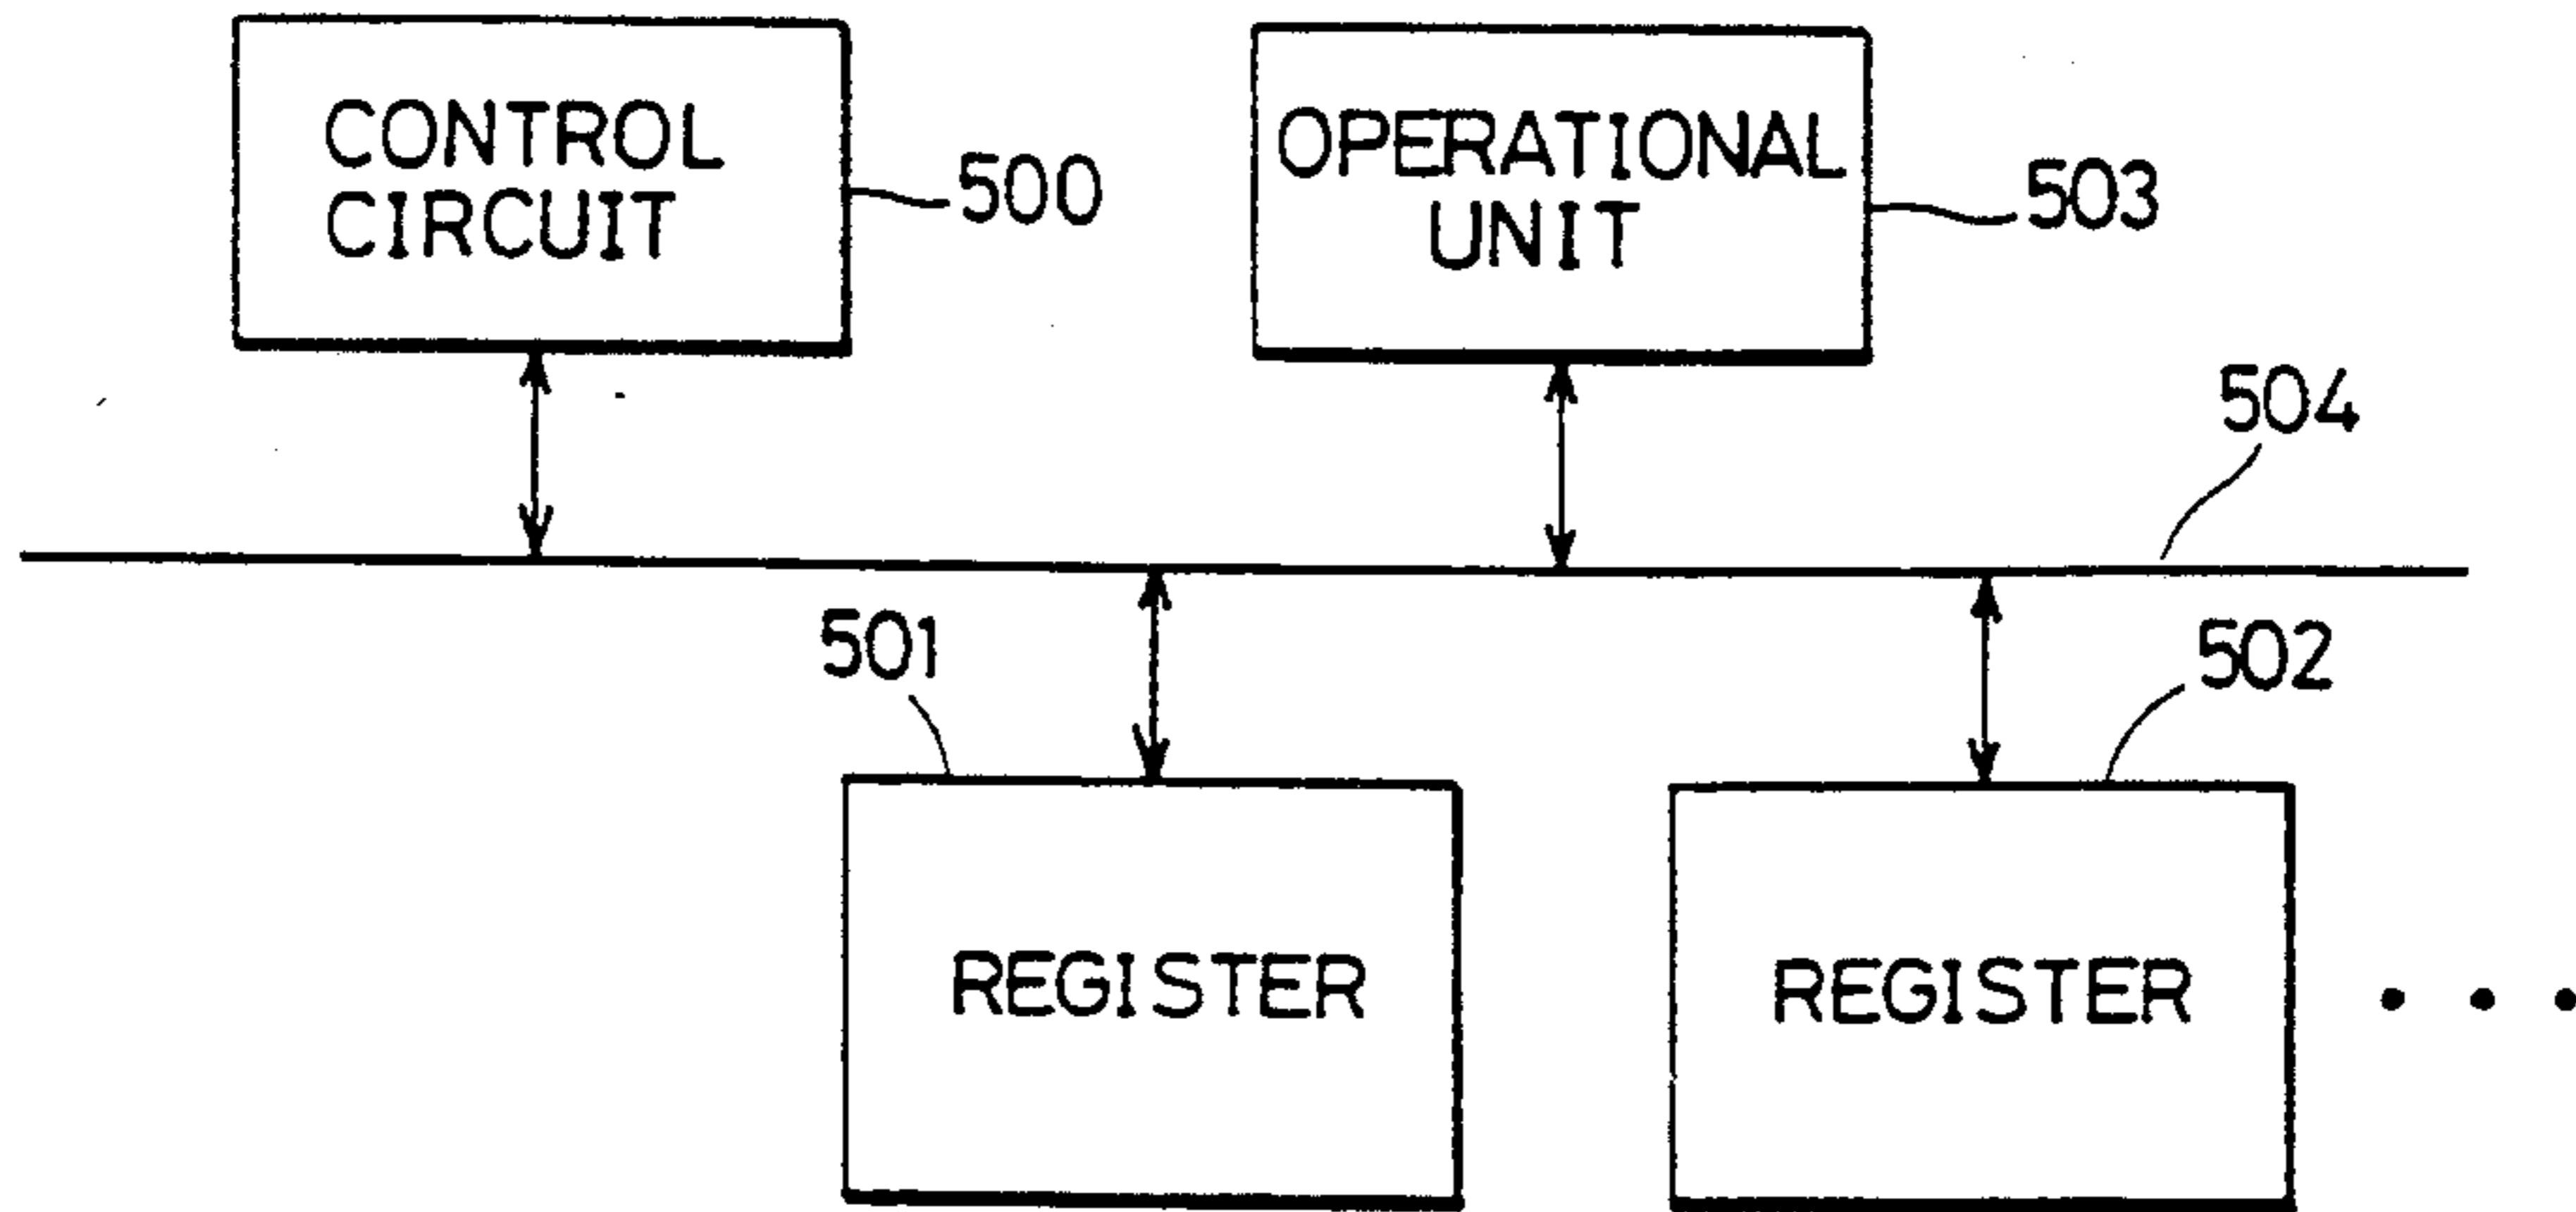 CONTROL
CIRCUIT
500
OPERATIONAL
UNIT
503
504
501
502
REGISTER
REGISTER